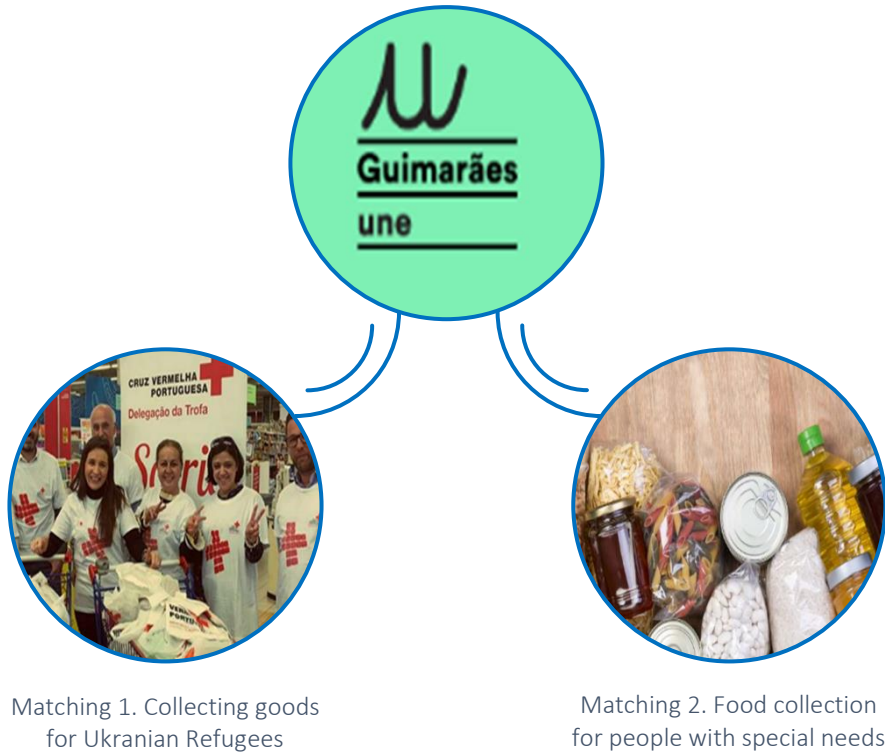 Guimarães
une
CRUZ VERMELHA
PORTUGUESA
Delegação da Trofa
Matching 1. Collecting goods
for Ukranian Refugees
Matching 2. Food collection
for people with special needs